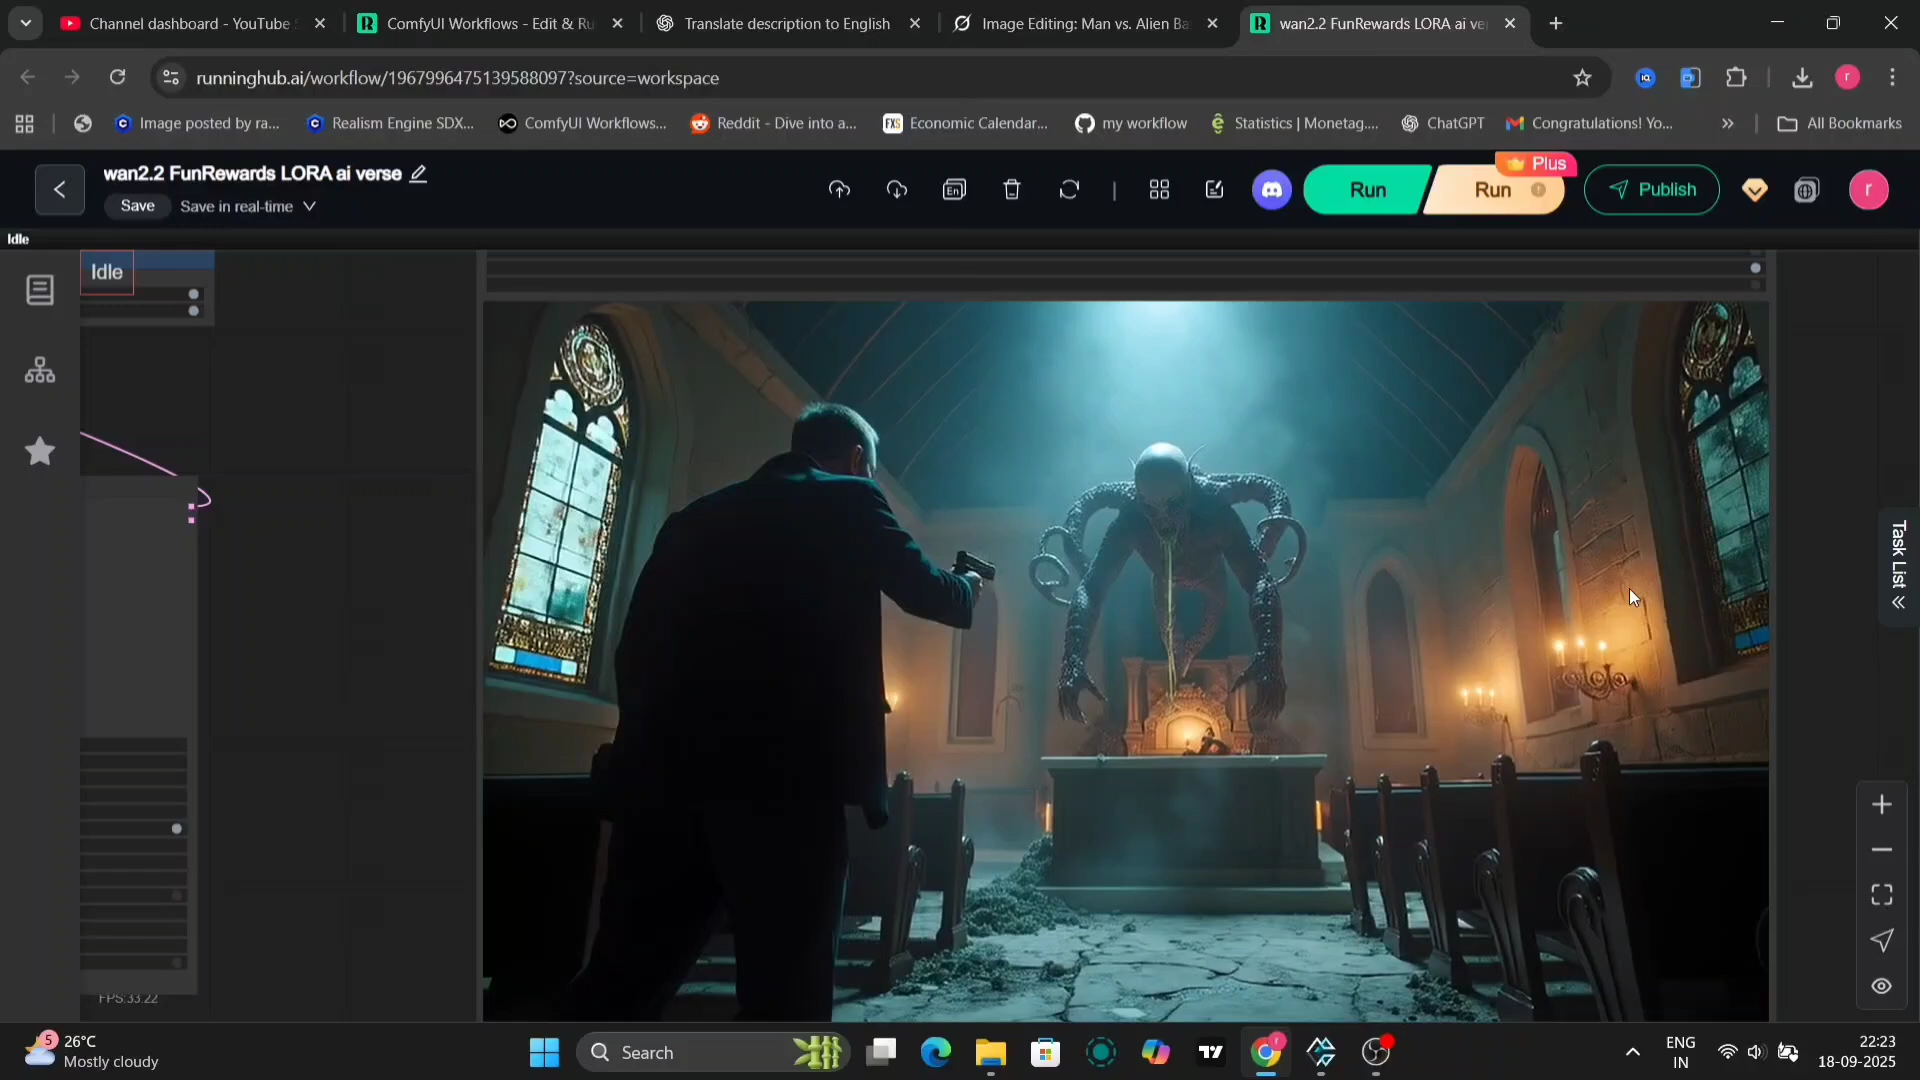 Channel dashboard - YouTube
ComfyUI Workflows - Edit & Ru
Translate description to English
Image Editing: Man vs. Alien Ba
wan2.2 FunRewards LORA ai ve
runninghub.ai/workflow/1967996475139588097?source=workspace
Image posted by ra...
Realism Engine SDX...
ComfyUI Workflows...
Reddit - Dive into a...
FXS
Economic Calendar...
my workflow
Statistics | Monetag....
ChatGPT
Congratulations! Yo...
All Bookmarks
wan2.2 FunRewards LORA ai verse
Save
Save in real-time
En
Run
Run
Plus
Publish
r
Idle
Idle
Task List
FPS:33.22
5
26°C
Mostly cloudy
Search
ENG
IN
22:23
18-09-2025